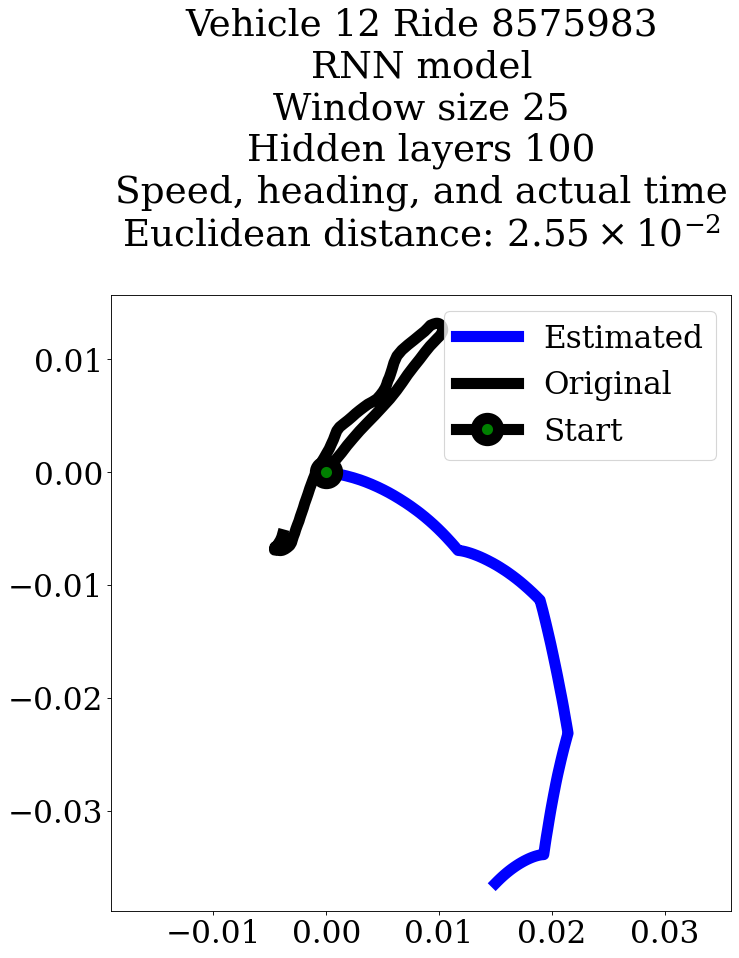 Vehicle 12 Ride 8575983
RNN model
Window size 25
Hidden layers 100
Speed, heading, and actual time
Euclidean distance: 2.55 × 10⁻²
Estimated
Original
Start
0.01
0.00
−0.01
−0.02
−0.03
−0.01 0.00 0.01 0.02 0.03